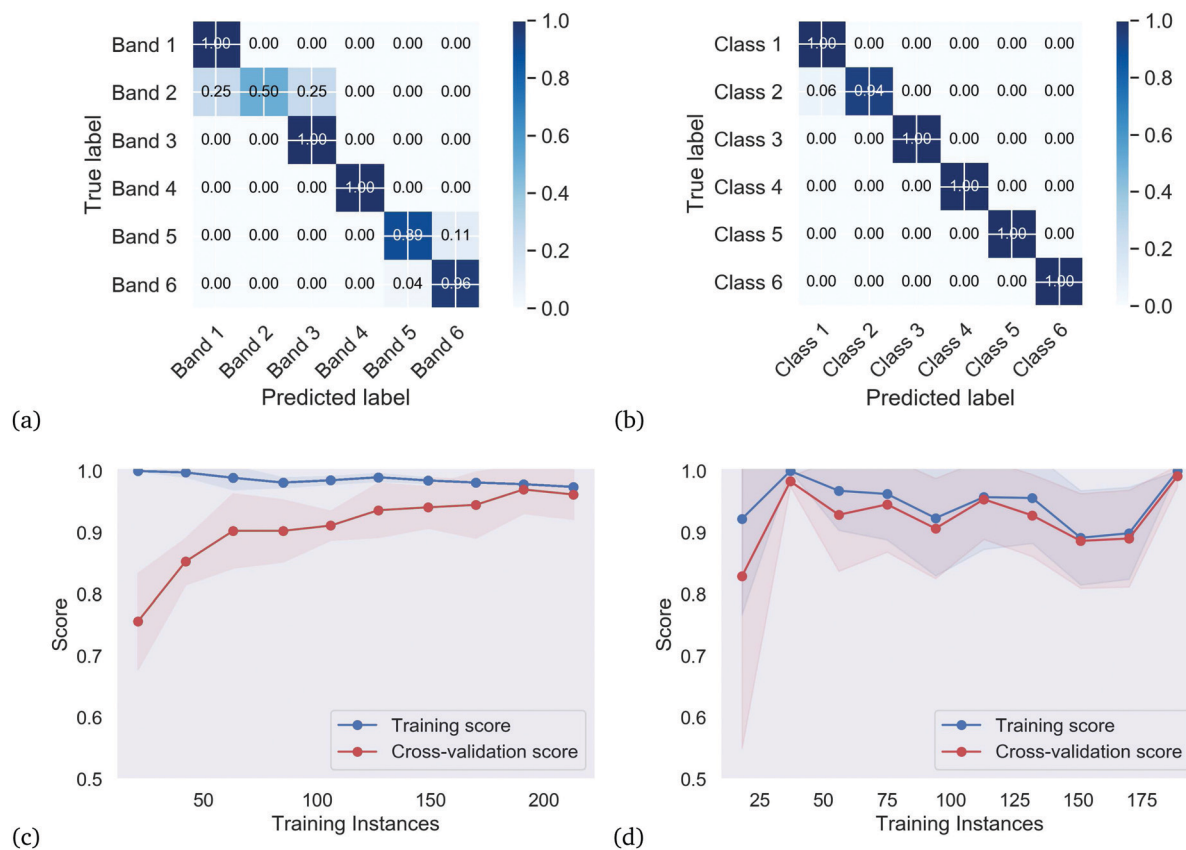 Band 1 1.00 0.00 0.00 0.00 0.00 0.00
Band 2 0.25 0.50 0.25 0.00 0.00 0.00
Band 3 0.00 0.00 1.00 0.00 0.00 0.00
Band 4 0.00 0.00 0.00 1.00 0.00 0.00
Band 5 0.00 0.00 0.00 0.00 0.89 0.11
Band 6 0.00 0.00 0.00 0.00 0.04 0.96
True label
Band 1 Band 2 Band 3 Band 4 Band 5 Band 6
Predicted label
1.0
0.8
0.6
0.4
0.2
0.0
(a)
Class 1 1.00 0.00 0.00 0.00 0.00 0.00
Class 2 0.06 0.94 0.00 0.00 0.00 0.00
Class 3 0.00 0.00 1.00 0.00 0.00 0.00
Class 4 0.00 0.00 0.00 1.00 0.00 0.00
Class 5 0.00 0.00 0.00 0.00 1.00 0.00
Class 6 0.00 0.00 0.00 0.00 0.00 1.00
True label
Class 1 Class 2 Class 3 Class 4 Class 5 Class 6
Predicted label
1.0
0.8
0.6
0.4
0.2
0.0
(b)
1.0
0.9
0.8
0.7
0.6
0.5
Score
Training score
Cross-validation score
50 100 150 200
Training Instances
(c)
1.0
0.9
0.8
0.7
0.6
0.5
Score
Training score
Cross-validation score
25 50 75 100 125 150 175
Training Instances
(d)